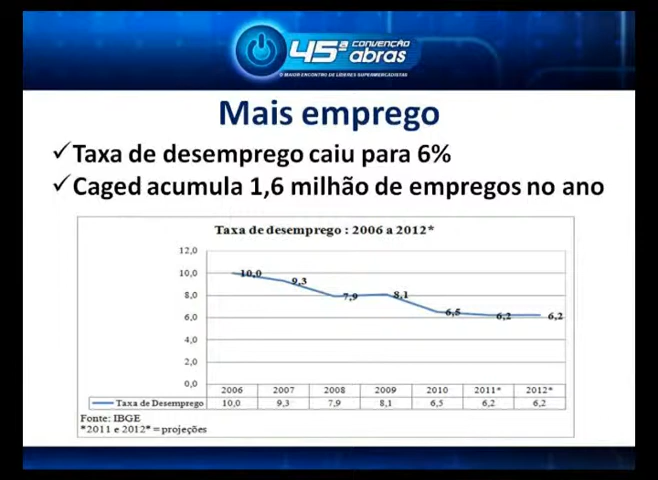 45ª CONVENÇÃO
abras
O MAIOR ENCONTRO DE LÍDERES SUPERMERCADISTAS
Mais emprego
✓Taxa de desemprego caiu para 6%
✓Caged acumula 1,6 milhão de empregos no ano
Taxa de desemprego : 2006 a 2012*
12,0
10,0
8,0
6,0
4,0
2,0
0,0
10,0 9,3 7,9 8,1 6,5 6,2 6,2
2006 2007 2008 2009 2010 2011* 2012*
Taxa de Desemprego 10,0 9,3 7,9 8,1 6,5 6,2 6,2
Fonte: IBGE
*2011 e 2012* = projeções